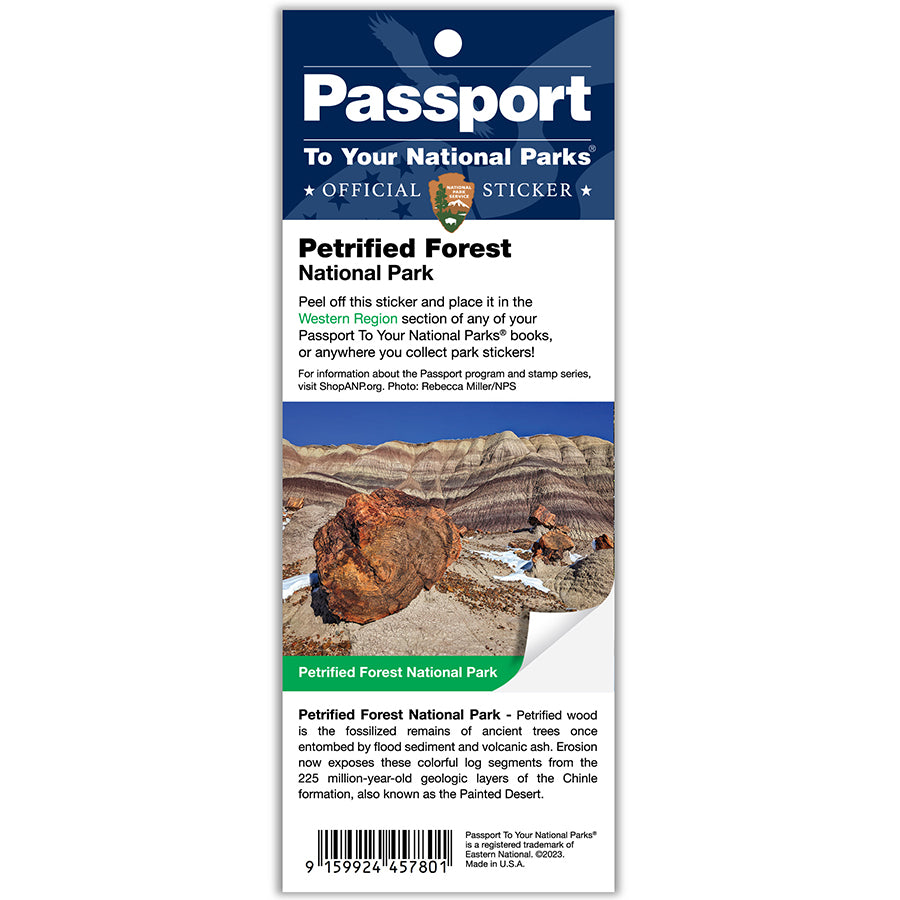 Passport
To Your National Parks®
★ OFFICIAL NATIONAL PARK SERVICE STICKER ★
Petrified Forest
National Park
Peel off this sticker and place it in the
Western Region section of any of your
Passport To Your National Parks® books,
or anywhere you collect park stickers!
For information about the Passport program and stamp series,
visit ShopANP.org. Photo: Rebecca Miller/NPS
Petrified Forest National Park
Petrified Forest National Park - Petrified wood
is the fossilized remains of ancient trees once
entombed by flood sediment and volcanic ash. Erosion
now exposes these colorful log segments from the
225 million-year-old geologic layers of the Chinle
formation, also known as the Painted Desert.
9 159924 457801
Passport To Your National Parks®
is a registered trademark of
Eastern National. ©2023.
Made in U.S.A.